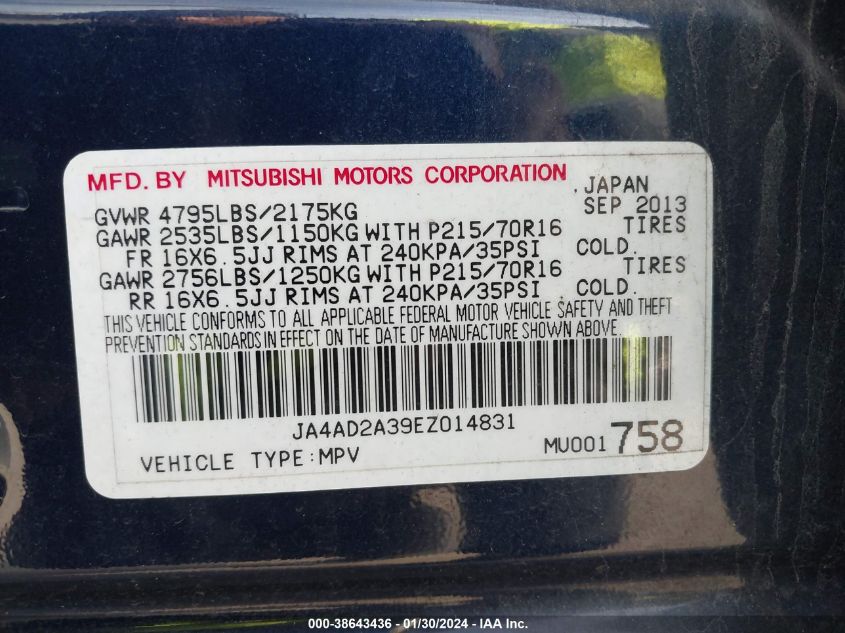 MFD. BY MITSUBISHI MOTORS CORPORATION , JAPAN
GVWR 4795LBS/2175KG SEP 2013
GAWR 2535LBS/1150KG WITH P215/70R16 TIRES
FR 16X6.5JJ RIMS AT 240KPA/35PSI COLD.
GAWR 2756LBS/1250KG WITH P215/70R16 TIRES
RR 16X6.5JJ RIMS AT 240KPA/35PSI COLD.
THIS VEHICLE CONFORMS TO ALL APPLICABLE FEDERAL MOTOR VEHICLE SAFETY AND THEFT
PREVENTION STANDARDS IN EFFECT ON THE DATE OF MANUFACTURE SHOWN ABOVE.
JA4AD2A39EZ014831
VEHICLE TYPE:MPV MU001758
000-38643436 - 01/30/2024 - IAA Inc.